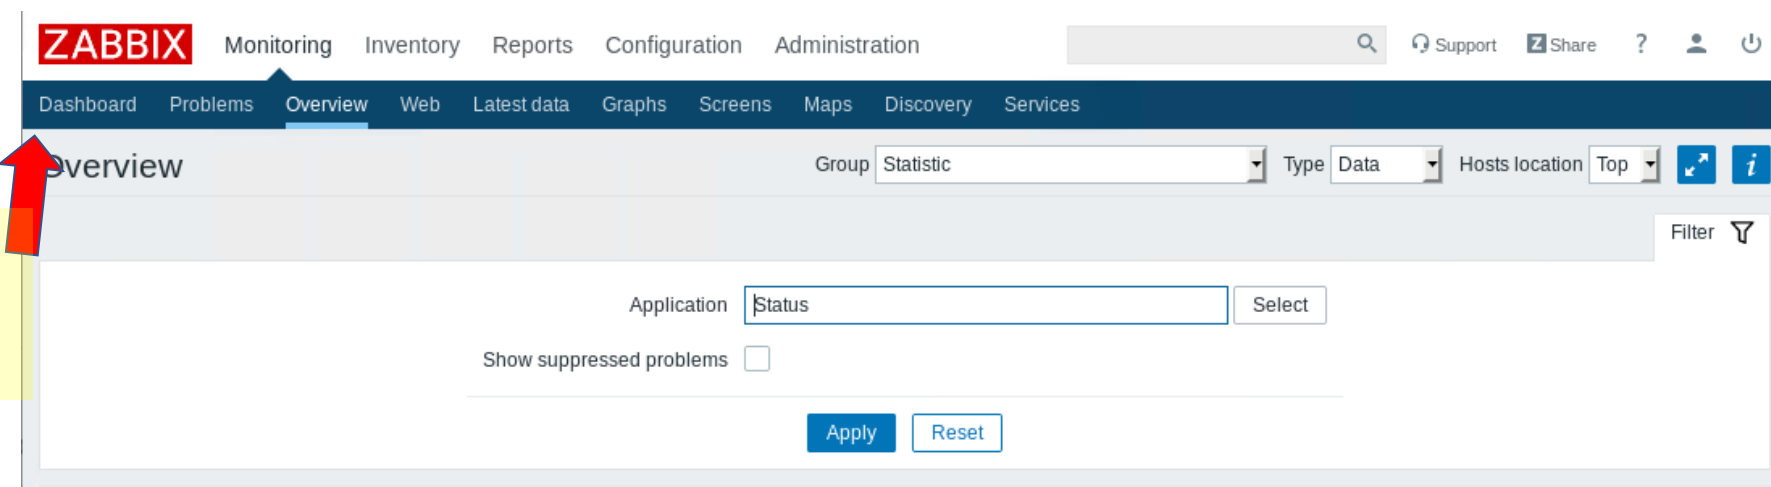 ZABBIX Monitoring Inventory Reports Configuration Administration Support Z Share ?
Dashboard Problems Overview Web Latest data Graphs Screens Maps Discovery Services
Overview Group Statistic Type Data Hosts location Top i
Filter
Application Status Select
Show suppressed problems
Apply Reset